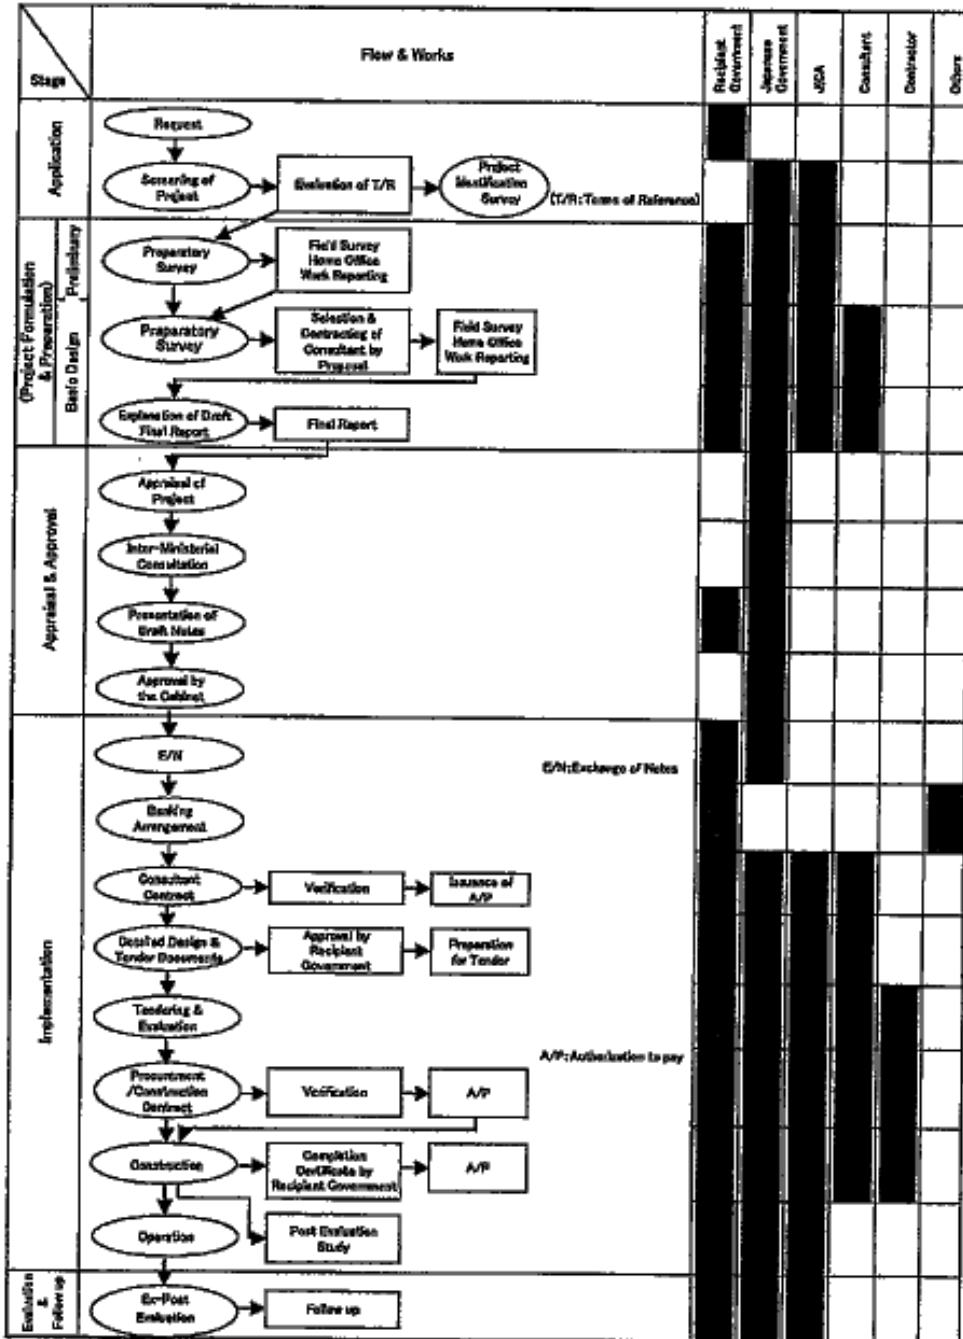 Stage
Flow & Works
Recipient
Government
Japanese
Government
JICA
Consultant
Contractor
Others
Application
Request
Screening of
Project
Evaluation of T/R
Project
Identification
Survey
(T/R:Terms of Reference)
(Project Formulation
& Preparation)
Preliminary
Basic Design
Preparatory
Survey
Field Survey
Home Office
Work Reporting
Preparatory
Survey
Selection &
Contracting of
Consultant by
Proposal
Field Survey
Home Office
Work Reporting
Explanation of Draft
Final Report
Final Report
Appraisal & Approval
Appraisal of
Project
Inter-Ministerial
Consultation
Presentation of
Draft Notes
Approval by
the Cabinet
Implementation
E/N
E/N:Exchange of Notes
Banking
Arrangement
Consultant
Contract
Verification
Issuance of
A/P
Detailed Design &
Tender Documents
Approval by
Recipient
Government
Preparation
for Tender
Tendering &
Evaluation
A/P:Authorization to pay
Procurement
/Construction
Contract
Verification
A/P
Construction
Completion
Certificate by
Recipient Government
A/P
Operation
Post Evaluation
Study
Evaluation
&
Follow up
Ex-Post
Evaluation
Follow up